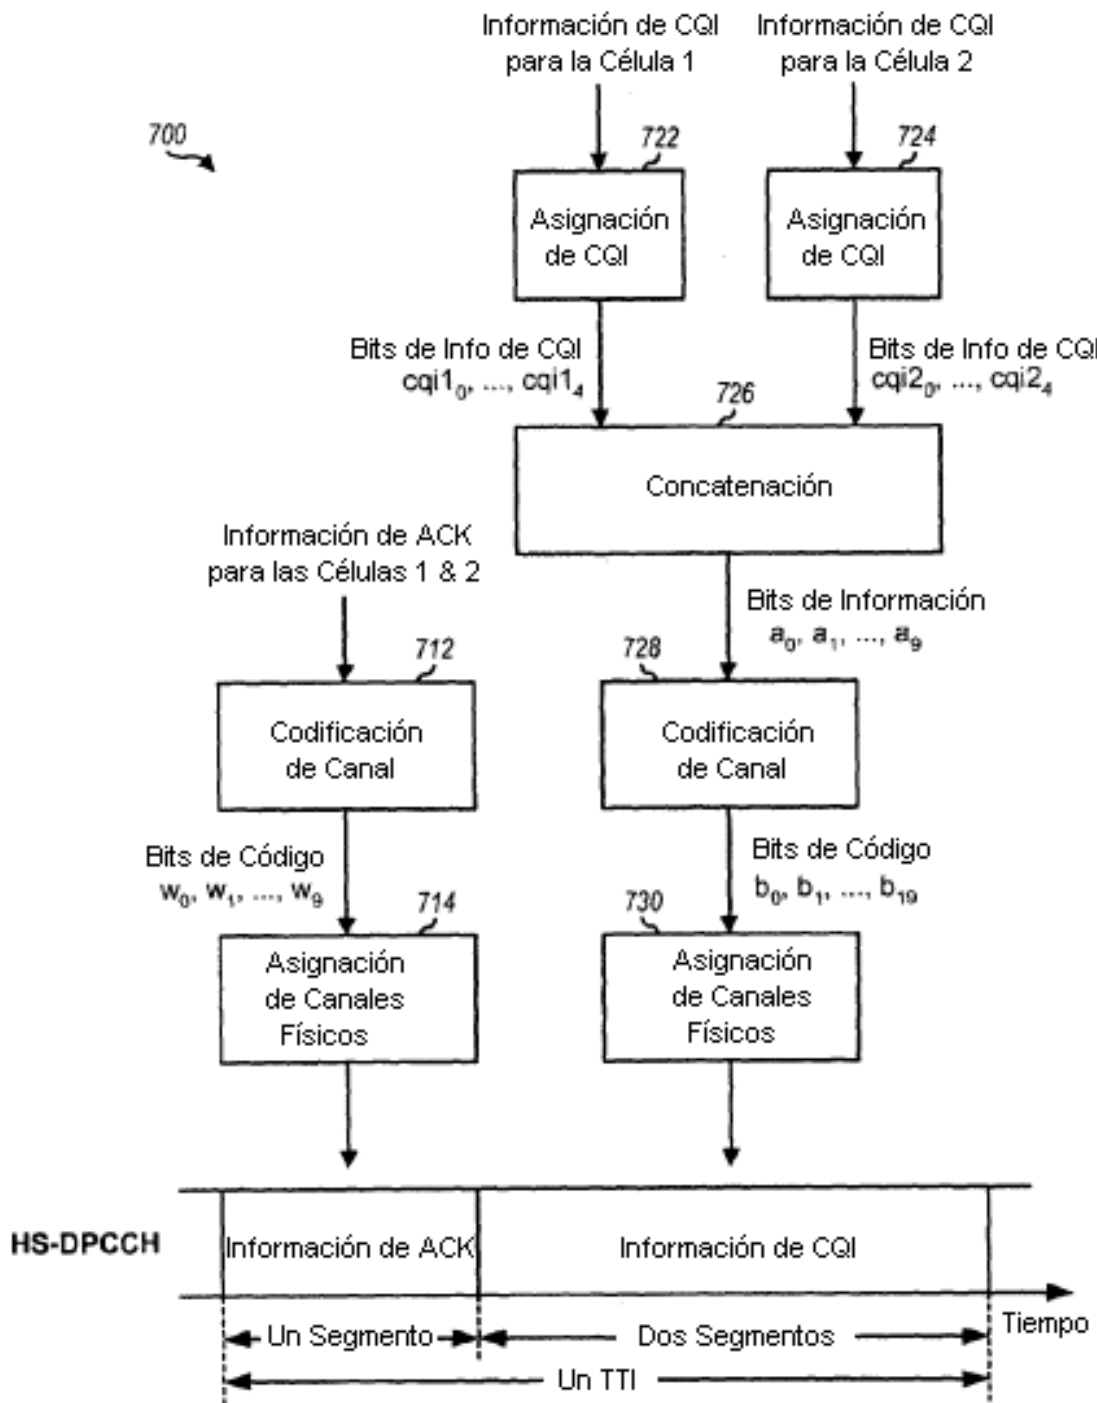 Información de CQI
para la Célula 1
Información de CQI
para la Célula 2
700
722
724
Asignación
de CQI
Asignación
de CQI
Bits de Info de CQI
cqi1₀, ..., cqi1₄
Bits de Info de CQI
cqi2₀, ..., cqi2₄
726
Concatenación
Información de ACK
para las Células 1 & 2
Bits de Información
a₀, a₁, ..., a₉
712
728
Codificación
de Canal
Codificación
de Canal
Bits de Código
w₀, w₁, ..., w₉
Bits de Código
b₀, b₁, ..., b₁₉
714
730
Asignación
de Canales
Físicos
Asignación
de Canales
Físicos
HS-DPCCH
Información de ACK
Información de CQI
Tiempo
Un Segmento
Dos Segmentos
Un TTI